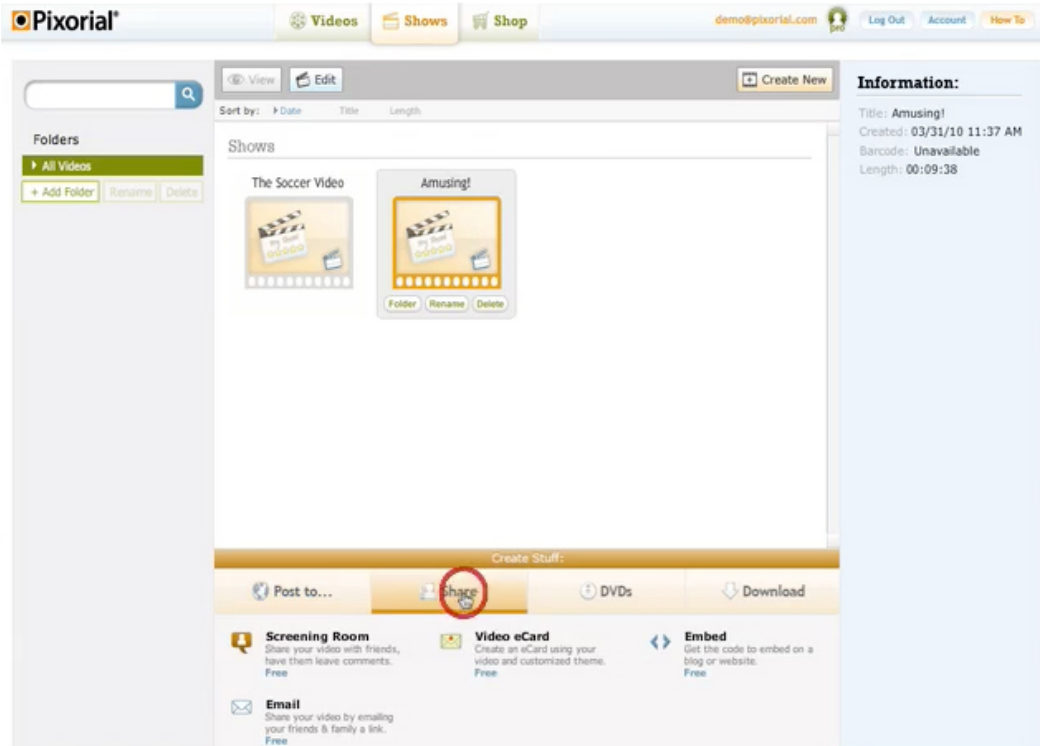 Pixorial®
Videos
Shows
Shop
demo@pixorial.com
pro
Log Out
Account
How To
View
Edit
Create New
Sort by:
Date
Title
Length
Folders
All Videos
+ Add Folder
Rename
Delete
Shows
The Soccer Video
Amusing!
Folder
Rename
Delete
Information:
Title: Amusing!
Created: 03/31/10 11:37 AM
Barcode: Unavailable
Length: 00:09:38
Create Stuff:
Post to...
Share
DVDs
Download
Screening Room
Share your video with friends,
have them leave comments.
Free
Video eCard
Create an eCard using your
video and customized theme.
Free
Embed
Get the code to embed on a
blog or website.
Free
Email
Share your video by emailing
your friends & family a link.
Free